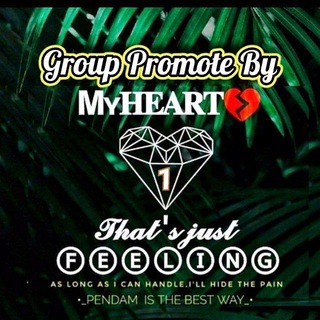 Group Promote By
MyHEART💔
1
That's just
ⒻⒺⒺⓁⒾⓃⒼ
AS LONG AS I CAN HANDLE,I'LL HIDE THE PAIN
•_PENDAM IS THE BEST WAY_•